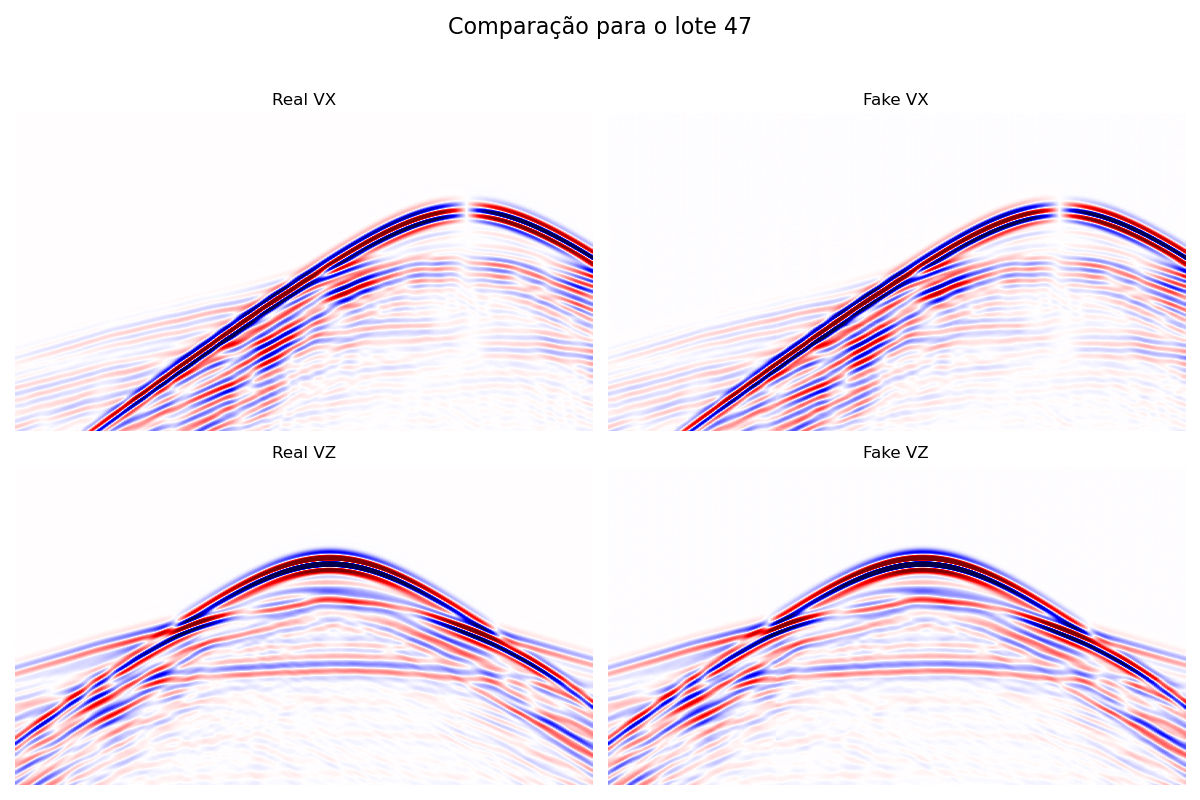 Comparação para o lote 47
Real VX
Fake VX
Real VZ
Fake VZ